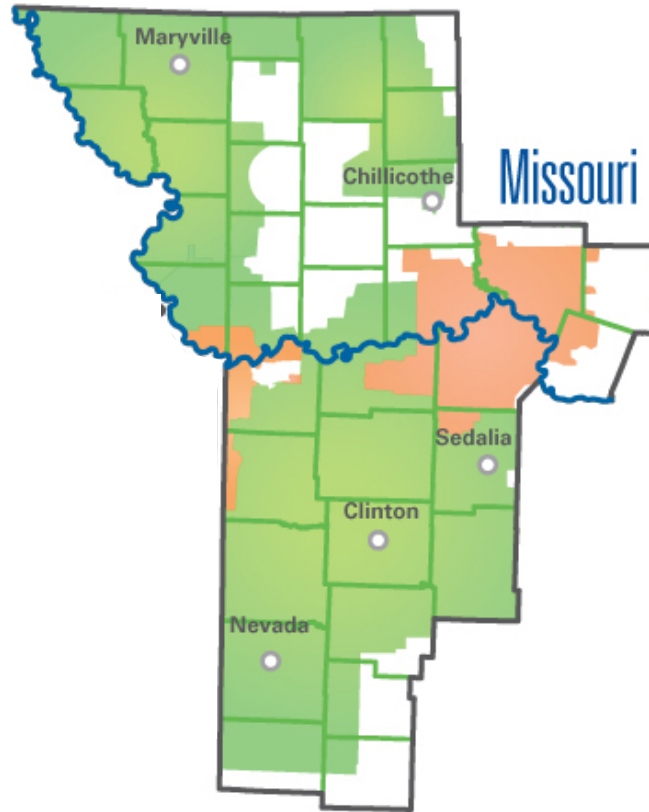 Maryville
Chillicothe
Missouri
Sedalia
Clinton
Nevada